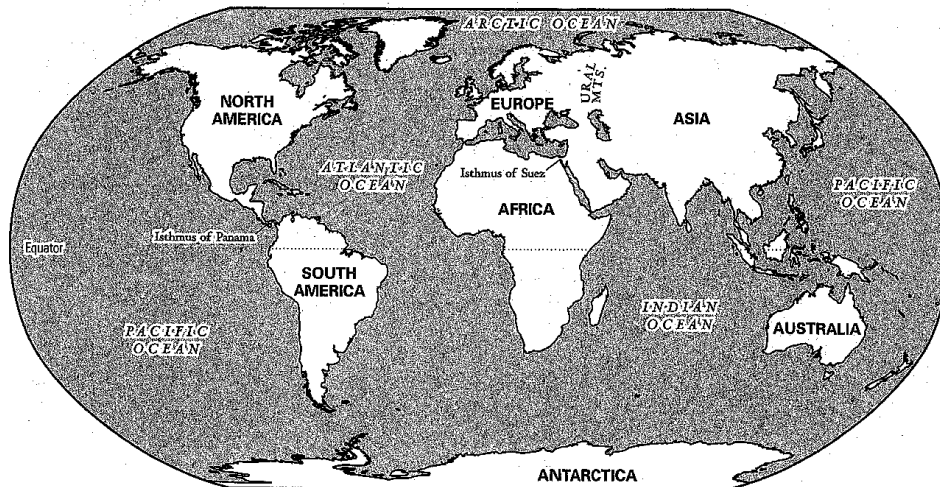 ARCTIC OCEAN
NORTH
AMERICA
EUROPE
URAL
MTS.
ASIA
ATLANTIC
OCEAN
Isthmus of Suez
PACIFIC
OCEAN
AFRICA
Isthmus of Panama
Equator
SOUTH
AMERICA
INDIAN
OCEAN
PACIFIC
OCEAN
AUSTRALIA
ANTARCTICA